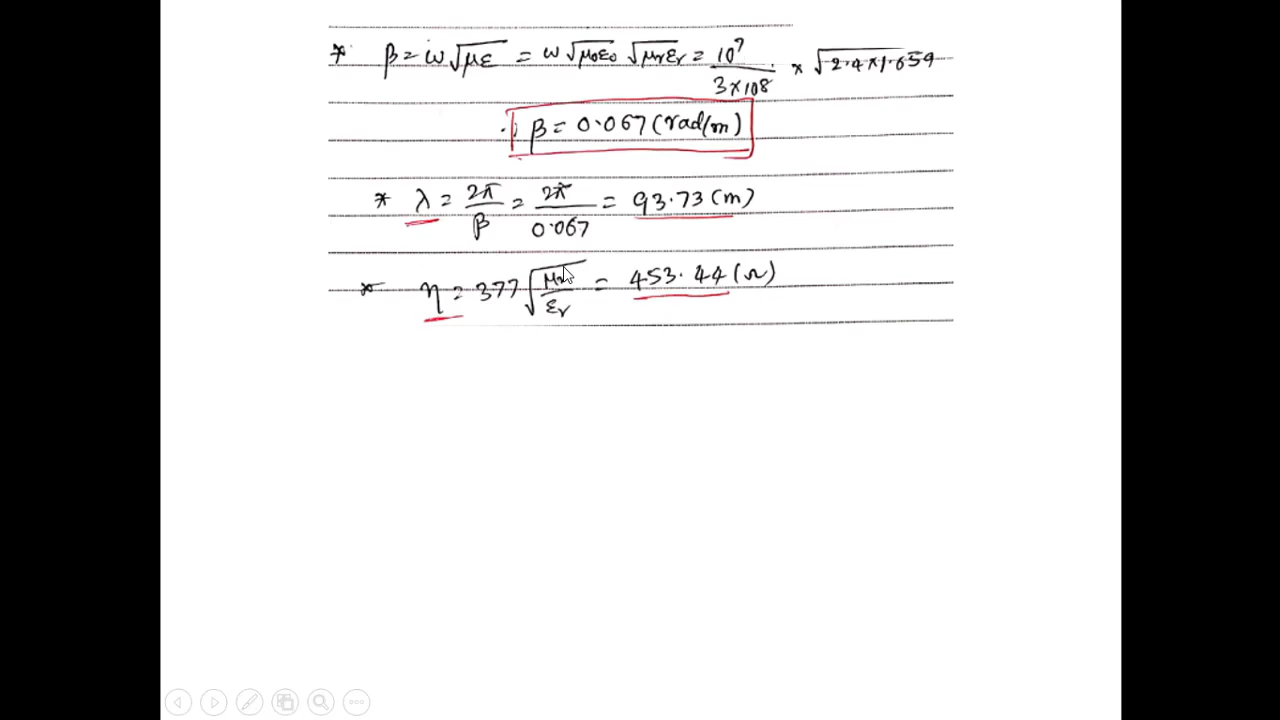 * β = ω√με = ω√μ₀ε₀ √μᵣεᵣ = 10⁷ / 3×10⁸ × √2.4×1.659
∴ β = 0.067 (rad/m)
* λ = 2π/β = 2π/0.067 = 93.73 (m)
* η = 377 √μᵣ/εᵣ = 453.44 (Ω)